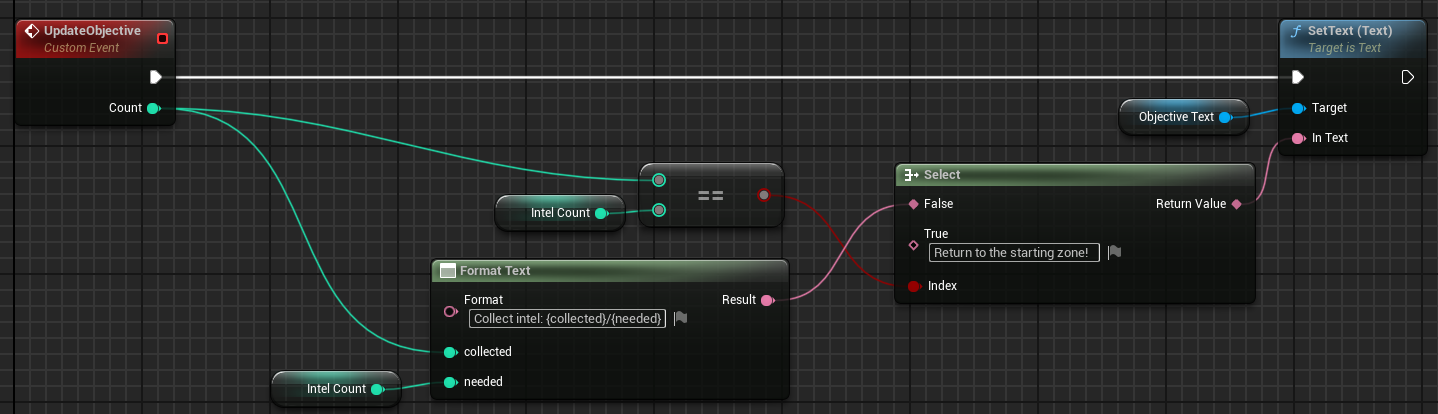 UpdateObjective
Custom Event
Count
SetText (Text)
Target is Text
Objective Text
Target
In Text
Intel Count
==
Select
False
Return Value
True
Return to the starting zone!
Index
Format Text
Format
Result
Collect intel: {collected}/{needed}
collected
Intel Count
needed